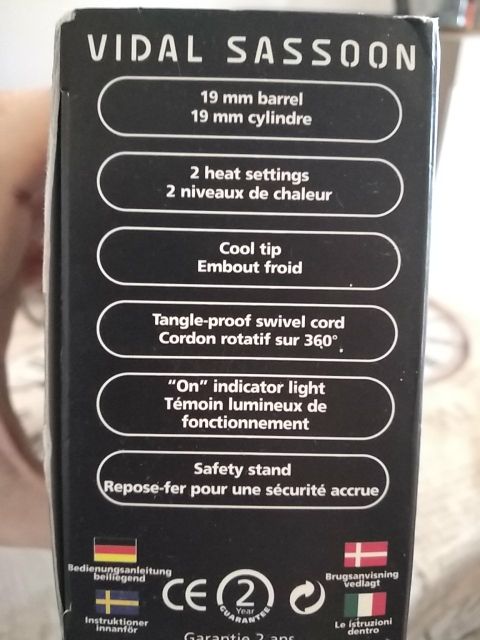 VIDAL SASSOON
19 mm barrel
19 mm cylindre
2 heat settings
2 niveaux de chaleur
Cool tip
Embout froid
Tangle-proof swivel cord
Cordon rotatif sur 360°
“On” indicator light
Témoin lumineux de
fonctionnement
Safety stand
Repose-fer pour une sécurité accrue
Bedienungsanleitung
beiliegend
Instruktioner
innanför
CE
2
Year
GUARANTEE
Brugsanvisning
vedlagt
Le istruzioni
dentro
Garantie 2 ans